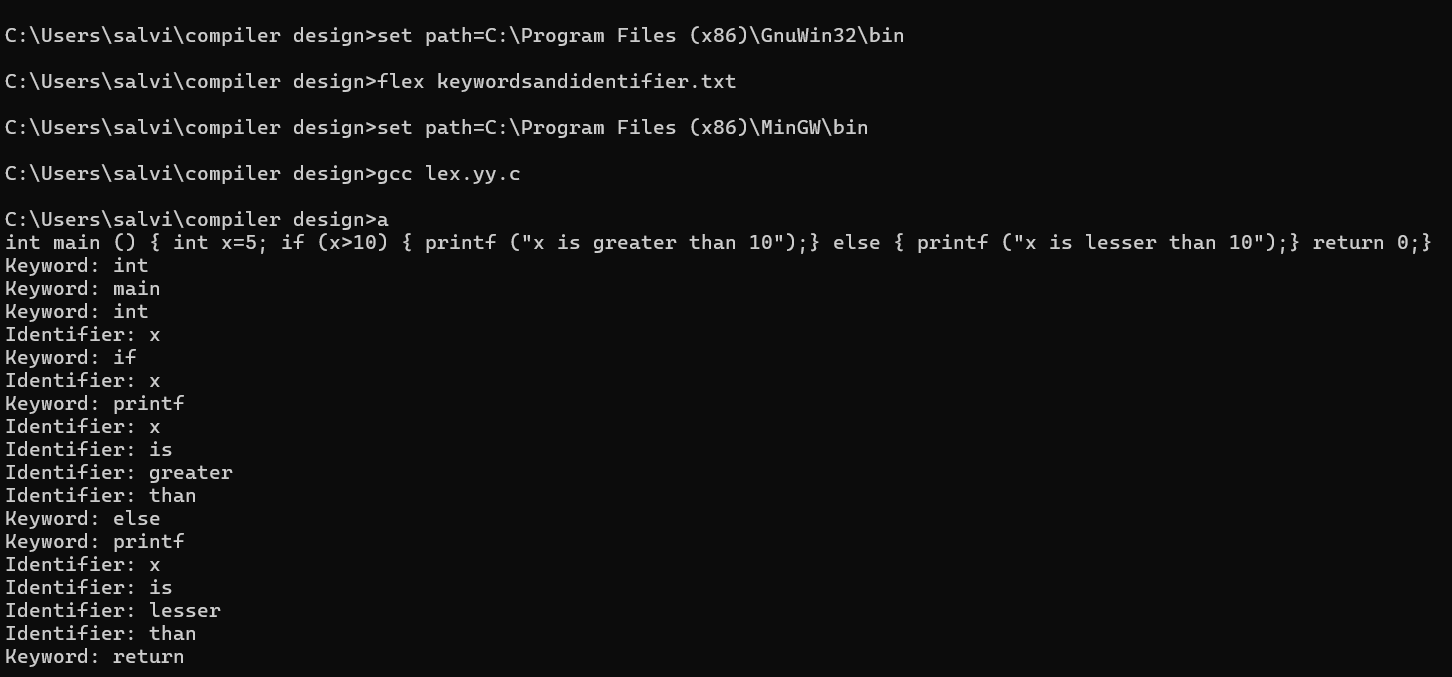 C:\Users\salvi\compiler design>set path=C:\Program Files (x86)\GnuWin32\bin
C:\Users\salvi\compiler design>flex keywordsandidentifier.txt
C:\Users\salvi\compiler design>set path=C:\Program Files (x86)\MinGW\bin
C:\Users\salvi\compiler design>gcc lex.yy.c
C:\Users\salvi\compiler design>a
int main () { int x=5; if (x>10) { printf ("x is greater than 10");} else { printf ("x is lesser than 10");} return 0;}
Keyword: int
Keyword: main
Keyword: int
Identifier: x
Keyword: if
Identifier: x
Keyword: printf
Identifier: x
Identifier: is
Identifier: greater
Identifier: than
Keyword: else
Keyword: printf
Identifier: x
Identifier: is
Identifier: lesser
Identifier: than
Keyword: return